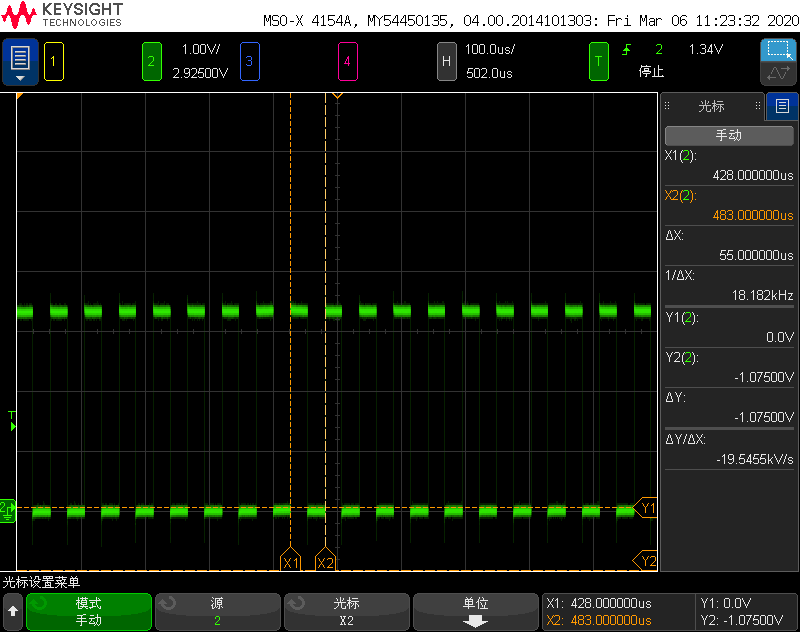 KEYSIGHT
TECHNOLOGIES
MSO-X 4154A, MY54450135, 04.00.2014101303: Fri Mar 06 11:23:32 2020
1
2
1.00V/
2.92500V
3
4
H
100.0us/
502.0us
T
2
1.34V
停止
光标
手动
X1(2):
428.000000us
X2(2):
483.000000us
ΔX:
55.000000us
1/ΔX:
18.182kHz
Y1(2):
0.0V
Y2(2):
-1.07500V
ΔY:
-1.07500V
ΔY/ΔX:
-19.5455kV/s
T
2
Y1
X1
X2
Y2
光标设置菜单
模式
手动
源
2
光标
X2
单位
X1: 428.000000us
X2: 483.000000us
Y1: 0.0V
Y2: -1.07500V